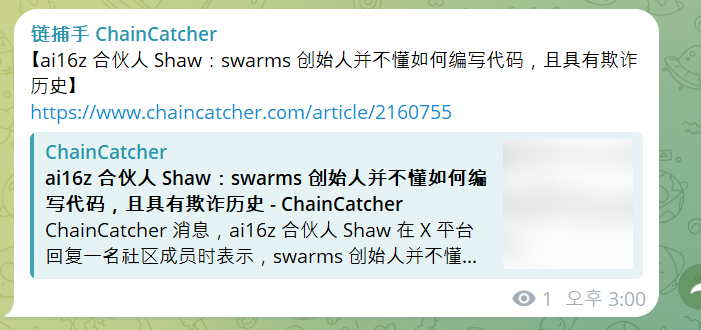 链捕手 ChainCatcher
【ai16z 合伙人 Shaw：swarms 创始人并不懂如何编写代码，且具有欺诈
历史】
https://www.chaincatcher.com/article/2160755
ChainCatcher
ai16z 合伙人 Shaw：swarms 创始人并不懂如何编
写代码，且具有欺诈历史 - ChainCatcher
ChainCatcher 消息，ai16z 合伙人 Shaw 在 X 平台
回复一名社区成员时表示，swarms 创始人并不懂...
1 오후 3:00